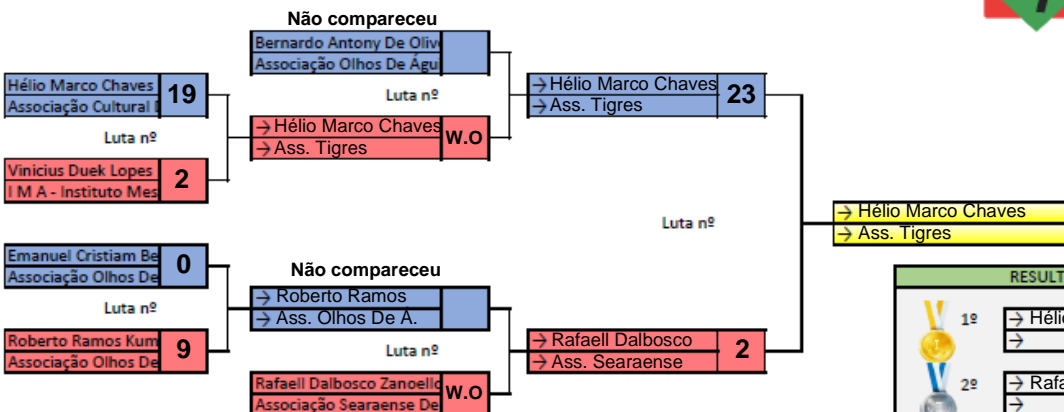 Não compareceu
Bernardo Antony De Oliv
Associação Olhos De Águi
Luta nº
Hélio Marco Chaves 19
Associação Cultural
Luta nº
Vinicius Duek Lopes 2
I M A - Instituto Mes
→ Hélio Marco Chaves W.O
→ Ass. Tigres
→ Hélio Marco Chaves 23
→ Ass. Tigres
Luta nº
→ Hélio Marco Chaves
→ Ass. Tigres
Emanuel Cristiam Be 0
Associação Olhos De
Luta nº
Roberto Ramos Kum 9
Associação Olhos De
Não compareceu
→ Roberto Ramos
→ Ass. Olhos De A.
Luta nº
Rafaell Dalbosco Zanoello W.O
Associação Searaense De
→ Rafaell Dalbosco 2
→ Ass. Searaense
RESULT
1º → Hélio
→
2º → Rafa
→